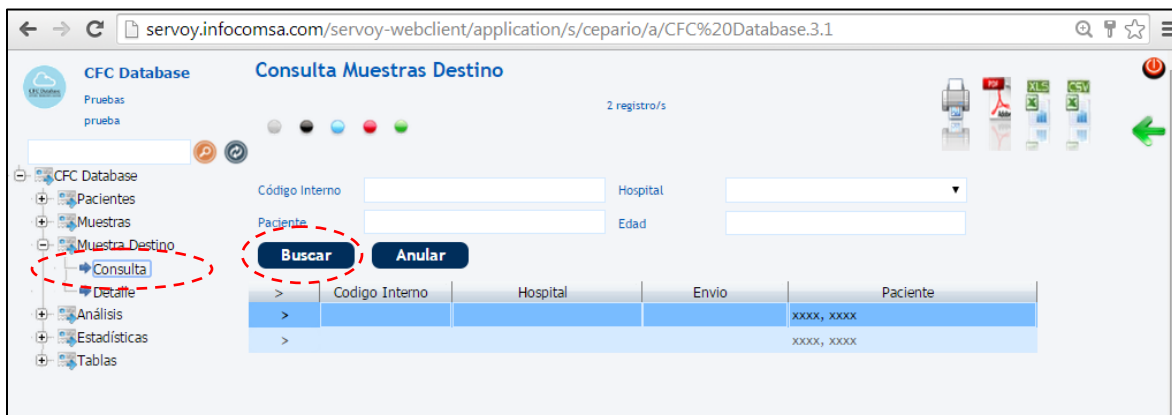 servoy.infocomsa.com/servoy-webclient/application/s/cepario/a/CFC%20Database.3.1
CFC Database
Pruebas
prueba
Consulta Muestras Destino
2 registro/s
PDF
Adobe
XLS
CSV
CFC Database
Pacientes
Muestras
Muestra Destino
Consulta
Detalle
Análisis
Estadísticas
Tablas
Código Interno
Hospital
Paciente
Edad
Buscar
Anular
> Codigo Interno Hospital Envio Paciente
> xxxx, xxxx
> xxxx, xxxx